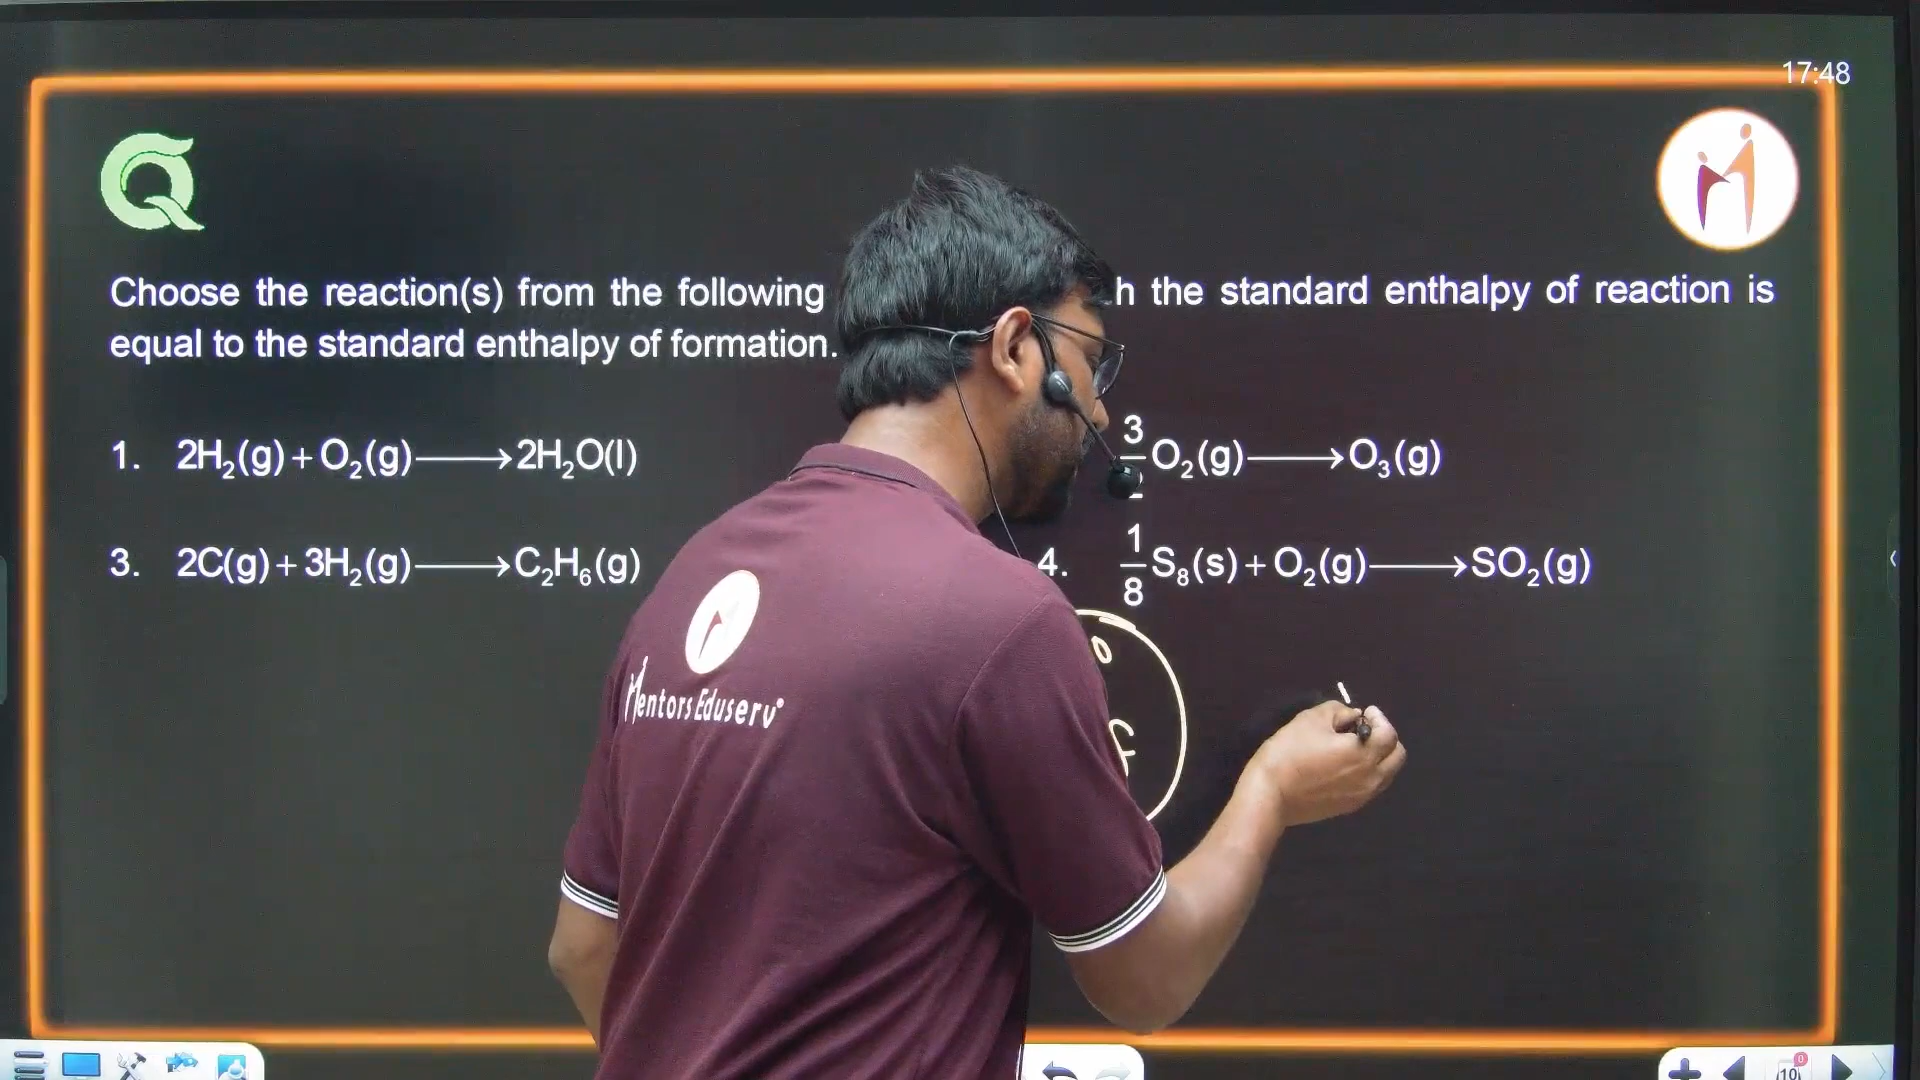 17:48
Choose the reaction(s) from the following h the standard enthalpy of reaction is
equal to the standard enthalpy of formation.
1. 2H₂(g)+O₂(g)⟶2H₂O(l)
3/2 O₂(g)⟶O₃(g)
3. 2C(g)+3H₂(g)⟶C₂H₆(g)
4. 1/8 S₈(s)+O₂(g)⟶SO₂(g)
Mentors Eduserv®
10
0